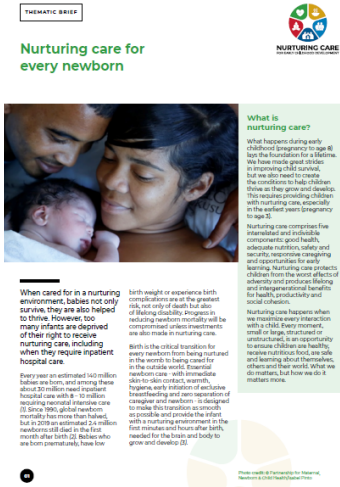 THEMATIC BRIEF
Nurturing care for
every newborn
NURTURING CARE
FOR EARLY CHILDHOOD DEVELOPMENT
What is
nurturing care?
What happens during early
childhood (pregnancy to age 8)
lays the foundation for a lifetime.
We have made great strides
in improving child survival,
but we also need to create
the conditions to help children
thrive as they grow and develop.
This requires providing children
with nurturing care, especially
in the earliest years (pregnancy
to age 3).
Nurturing care comprises five
interrelated and indivisible
components: good health,
adequate nutrition, safety and
security, responsive caregiving
and opportunities for early
learning. Nurturing care protects
children from the worst effects of
adversity and produces lifelong
and intergenerational benefits
for health, productivity and
social cohesion.
Nurturing care happens when
we maximize every interaction
with a child. Every moment,
small or large, structured or
unstructured, is an opportunity
to ensure children are healthy,
receive nutritious food, are safe
and learning about themselves,
others and their world. What we
do matters, but how we do it
matters more.
When cared for in a nurturing
environment, babies not only
survive, they are also helped
to thrive. However, too
many infants are deprived
of their right to receive
nurturing care, including
when they require inpatient
hospital care.
Every year an estimated 140 million
babies are born, and among these
about 30 million need inpatient
hospital care with 8 - 10 million
requiring neonatal intensive care
(1). Since 1990, global newborn
mortality has more than halved,
but in 2019 an estimated 2.4 million
newborns still died in the first
month after birth (2). Babies who
are born prematurely, have low
birth weight or experience birth
complications are at the greatest
risk, not only of death but also
of lifelong disability. Progress in
reducing newborn mortality will be
compromised unless investments
are also made in nurturing care.
Birth is the critical transition for
every newborn from being nurtured
in the womb to being cared for
in the outside world. Essential
newborn care - with immediate
skin-to-skin contact, warmth,
hygiene, early initiation of exclusive
breastfeeding and zero separation of
caregiver and newborn - is designed
to make this transition as smooth
as possible and provide the infant
with a nurturing environment in the
first minutes and hours after birth,
needed for the brain and body to
grow and develop (3).
01
Photo credit: © Partnership for Maternal,
Newborn & Child Health/